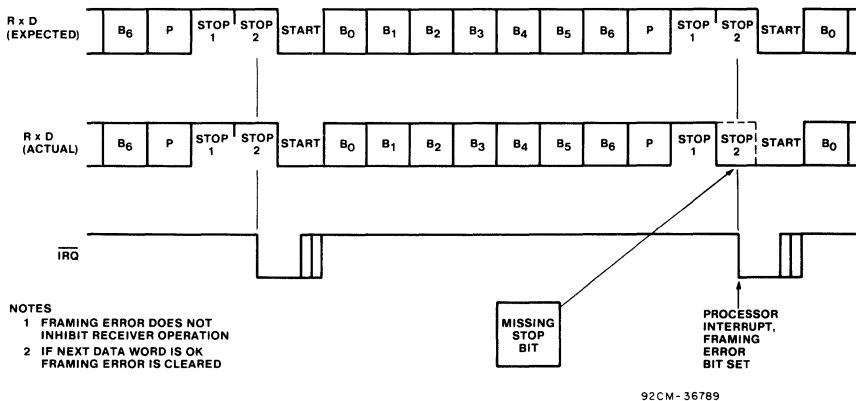 R x D
(EXPECTED)
B6 P STOP 1 STOP 2 START B0 B1 B2 B3 B4 B5 B6 P STOP 1 STOP 2 START B0
R x D
(ACTUAL)
B6 P STOP 1 STOP 2 START B0 B1 B2 B3 B4 B5 B6 P STOP 1 STOP 2 START B0
IRQ
NOTES
1 FRAMING ERROR DOES NOT
INHIBIT RECEIVER OPERATION
2 IF NEXT DATA WORD IS OK
FRAMING ERROR IS CLEARED
MISSING
STOP
BIT
PROCESSOR
INTERRUPT,
FRAMING
ERROR
BIT SET
92CM-36789